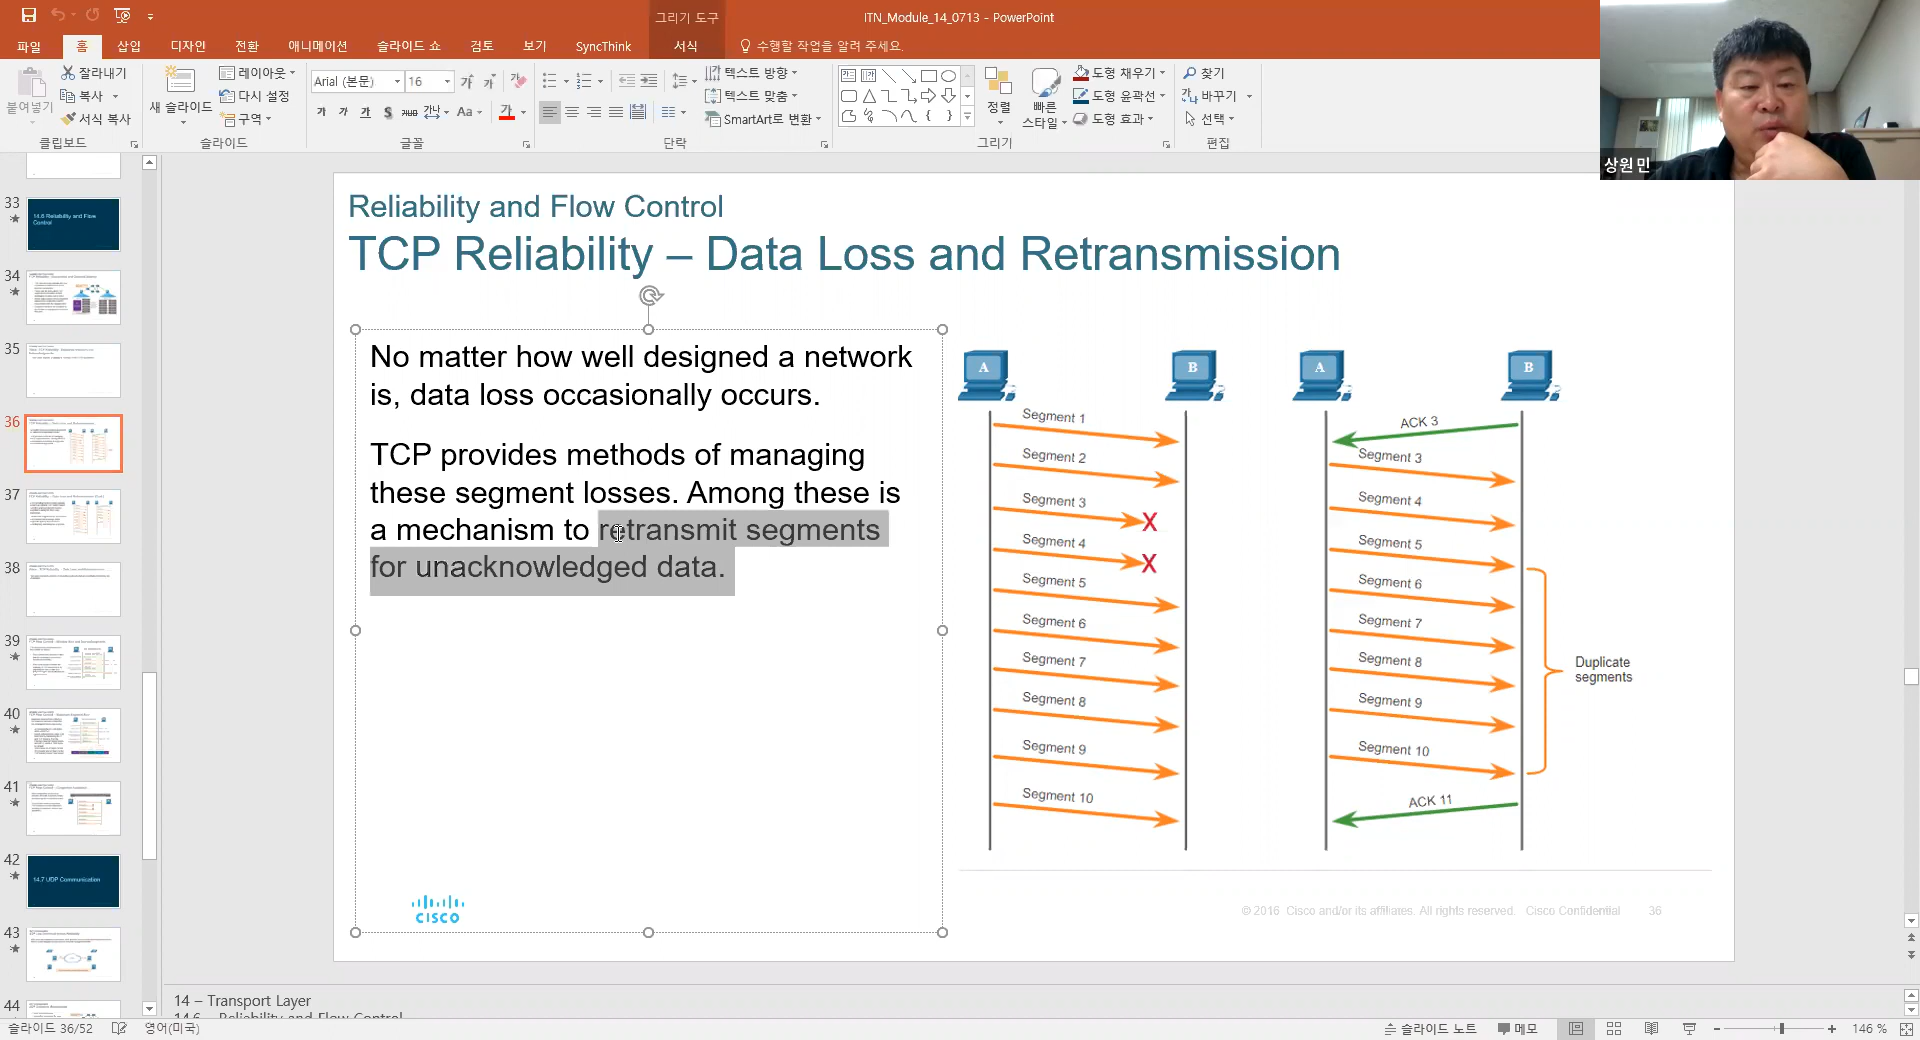 ITN_Module_14_0713 - PowerPoint
그리기 도구
파일
홈
삽입
디자인
전환
애니메이션
슬라이드 쇼
검토
보기
SyncThink
서식
수행할 작업을 알려 주세요.
붙여넣기
잘라내기
복사
서식 복사
클립보드
새 슬라이드
레이아웃
다시 설정
구역
슬라이드
Arial (본문)
16
글꼴
텍스트 방향
텍스트 맞춤
SmartArt로 변환
단락
정렬
빠른
스타일
도형 채우기
도형 윤곽선
도형 효과
그리기
찾기
바꾸기
선택
편집
상원민
33
14.6 Reliability and Flow
Control
34
35
36
37
38
39
40
41
42
14.7 UDP Communication
43
44
Reliability and Flow Control
TCP Reliability – Data Loss and Retransmission
No matter how well designed a network
is, data loss occasionally occurs.
TCP provides methods of managing
these segment losses. Among these is
a mechanism to retransmit segments
for unacknowledged data.
A
B
Segment 1
Segment 2
Segment 3
X
Segment 4
X
Segment 5
Segment 6
Segment 7
Segment 8
Segment 9
Segment 10
A
B
ACK 3
Segment 3
Segment 4
Segment 5
Segment 6
Segment 7
Segment 8
Segment 9
Segment 10
ACK 11
Duplicate
segments
CISCO
© 2016 Cisco and/or its affiliates. All rights reserved. Cisco Confidential
36
14 – Transport Layer
14.6 – Reliability and Flow Control
슬라이드 36/52
영어(미국)
슬라이드 노트
메모
146 %